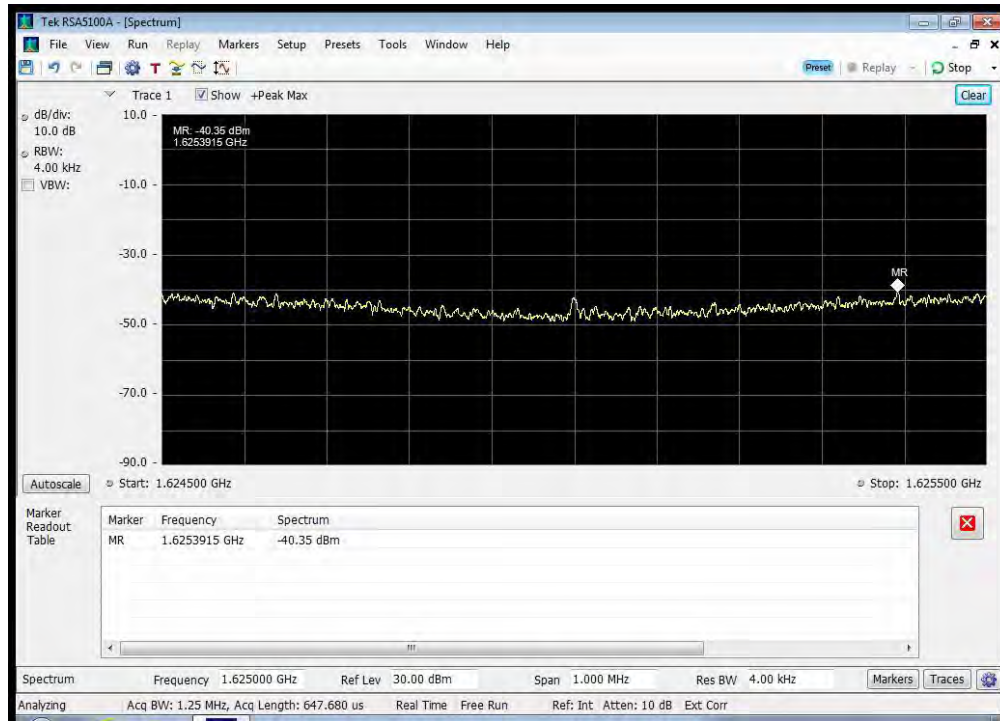 Tek RSA5100A - [Spectrum]
File View Run Replay Markers Setup Presets Tools Window Help
T
Preset Replay Stop
Trace 1 Show +Peak Max Clear
dB/div:
10.0 dB
RBW:
4.00 kHz
VBW:
10.0
-10.0
-30.0
-50.0
-70.0
-90.0
MR: -40.35 dBm
1.6253915 GHz
MR
Autoscale Start: 1.624500 GHz Stop: 1.625500 GHz
Marker
Readout
Table
Marker Frequency Spectrum
MR 1.6253915 GHz -40.35 dBm
Spectrum Frequency 1.625000 GHz Ref Lev 30.00 dBm Span 1.000 MHz Res BW 4.00 kHz Markers Traces
Analyzing Acq BW: 1.25 MHz, Acq Length: 647.680 us Real Time Free Run Ref: Int Atten: 10 dB Ext Corr